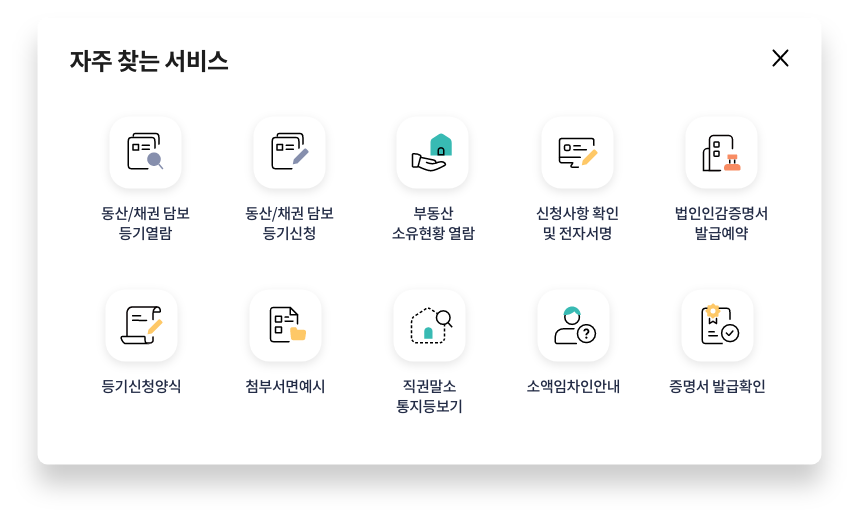 자주 찾는 서비스
동산/채권 담보
등기열람
동산/채권 담보
등기신청
부동산
소유현황 열람
신청사항 확인
및 전자서명
법인인감증명서
발급예약
등기신청양식
첨부서면예시
직권말소
통지등보기
소액임차인안내
증명서 발급확인